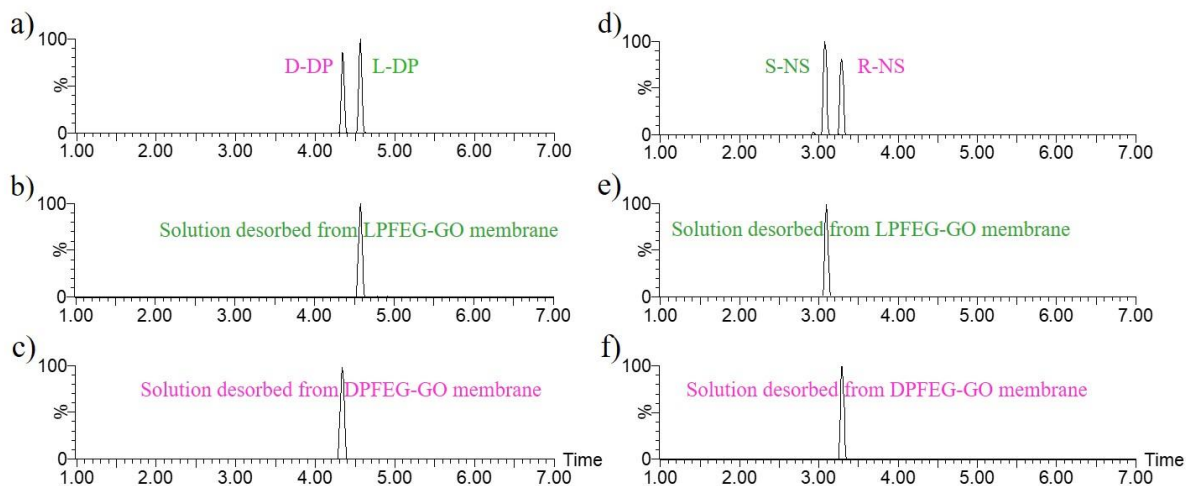 a)
100
%
0
D-DP
L-DP
1.00 2.00 3.00 4.00 5.00 6.00 7.00
b)
100
%
0
Solution desorbed from LPFEG-GO membrane
1.00 2.00 3.00 4.00 5.00 6.00 7.00
c)
100
%
0
Solution desorbed from DPFEG-GO membrane
Time
1.00 2.00 3.00 4.00 5.00 6.00 7.00
d)
100
%
0
S-NS
R-NS
1.00 2.00 3.00 4.00 5.00 6.00 7.00
e)
100
%
0
Solution desorbed from LPFEG-GO membrane
1.00 2.00 3.00 4.00 5.00 6.00 7.00
f)
100
%
0
Solution desorbed from DPFEG-GO membrane
Time
1.00 2.00 3.00 4.00 5.00 6.00 7.00